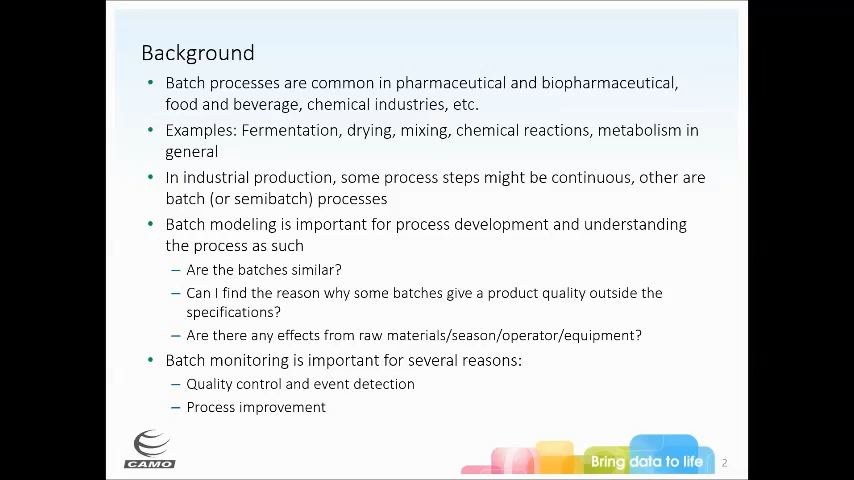 Background
• Batch processes are common in pharmaceutical and biopharmaceutical,
food and beverage, chemical industries, etc.
• Examples: Fermentation, drying, mixing, chemical reactions, metabolism in
general
• In industrial production, some process steps might be continuous, other are
batch (or semibatch) processes
• Batch modeling is important for process development and understanding
the process as such
– Are the batches similar?
– Can I find the reason why some batches give a product quality outside the
specifications?
– Are there any effects from raw materials/season/operator/equipment?
• Batch monitoring is important for several reasons:
– Quality control and event detection
– Process improvement
CAMO
Bring data to life
2